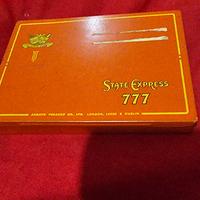 STATE EXPRESS
777
ARDATH TOBACCO CO. LTD. LONDON, LEEDS & DUBLIN